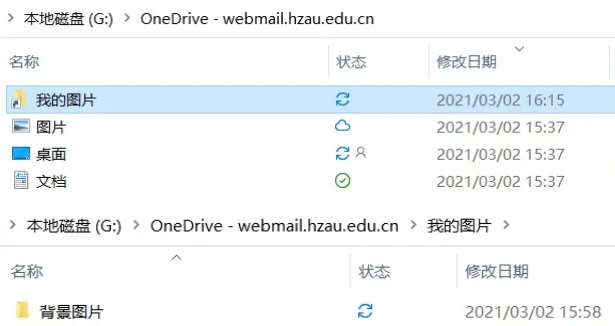 本地磁盘 (G:) > OneDrive - webmail.hzau.edu.cn
名称 状态 修改日期
我的图片 2021/03/02 16:15
图片 2021/03/02 15:37
桌面 2021/03/02 15:37
文档 2021/03/02 15:37
本地磁盘 (G:) > OneDrive - webmail.hzau.edu.cn > 我的图片 >
名称 状态 修改日期
背景图片 2021/03/02 15:58